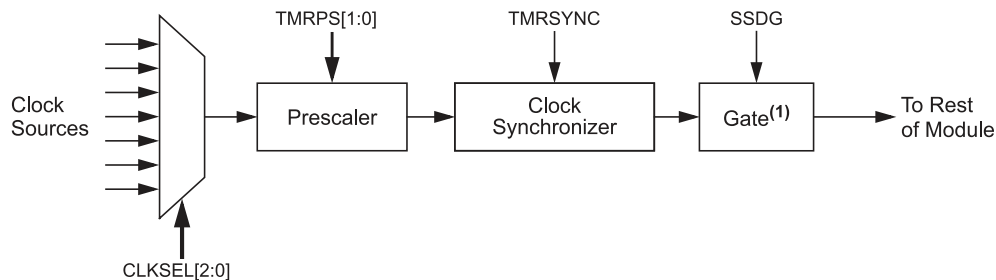 TMRPS[1:0]
TMRSYNC
SSDG
Clock
Sources
Prescaler
Clock
Synchronizer
Gate(1)
To Rest
of Module
CLKSEL[2:0]